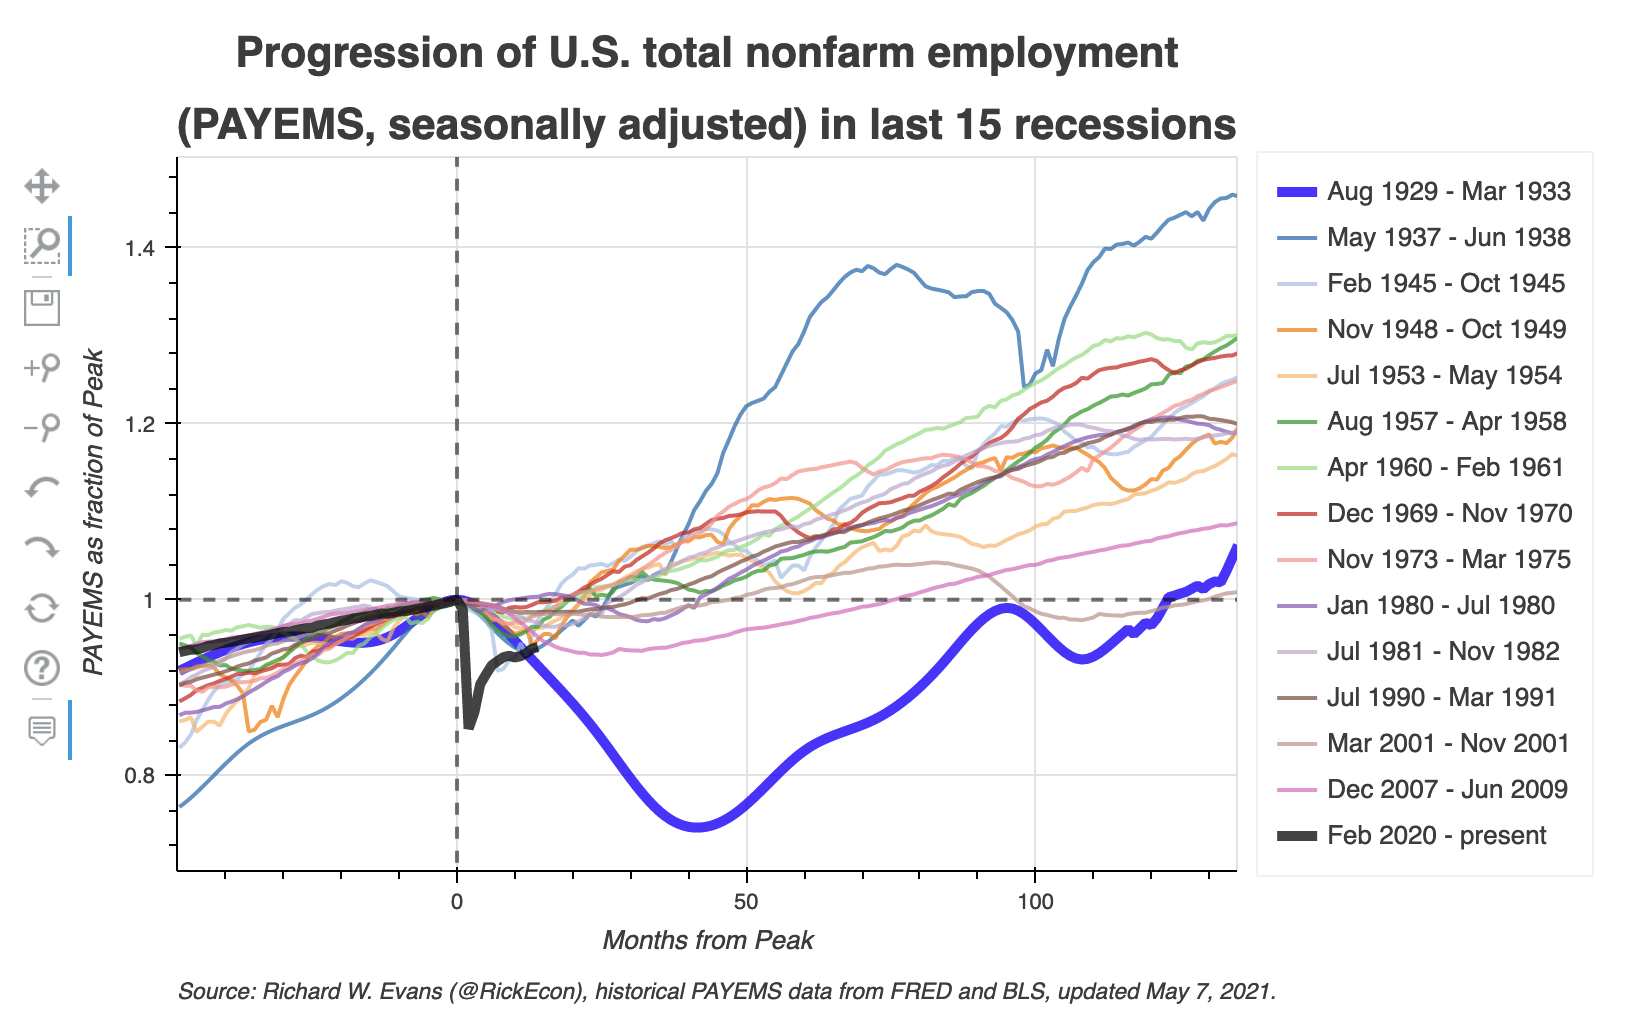 Progression of U.S. total nonfarm employment
(PAYEMS, seasonally adjusted) in last 15 recessions
PAYEMS as fraction of Peak
1.4
1.2
1
0.8
0
50
100
Months from Peak
Aug 1929 - Mar 1933
May 1937 - Jun 1938
Feb 1945 - Oct 1945
Nov 1948 - Oct 1949
Jul 1953 - May 1954
Aug 1957 - Apr 1958
Apr 1960 - Feb 1961
Dec 1969 - Nov 1970
Nov 1973 - Mar 1975
Jan 1980 - Jul 1980
Jul 1981 - Nov 1982
Jul 1990 - Mar 1991
Mar 2001 - Nov 2001
Dec 2007 - Jun 2009
Feb 2020 - present
Source: Richard W. Evans (@RickEcon), historical PAYEMS data from FRED and BLS, updated May 7, 2021.